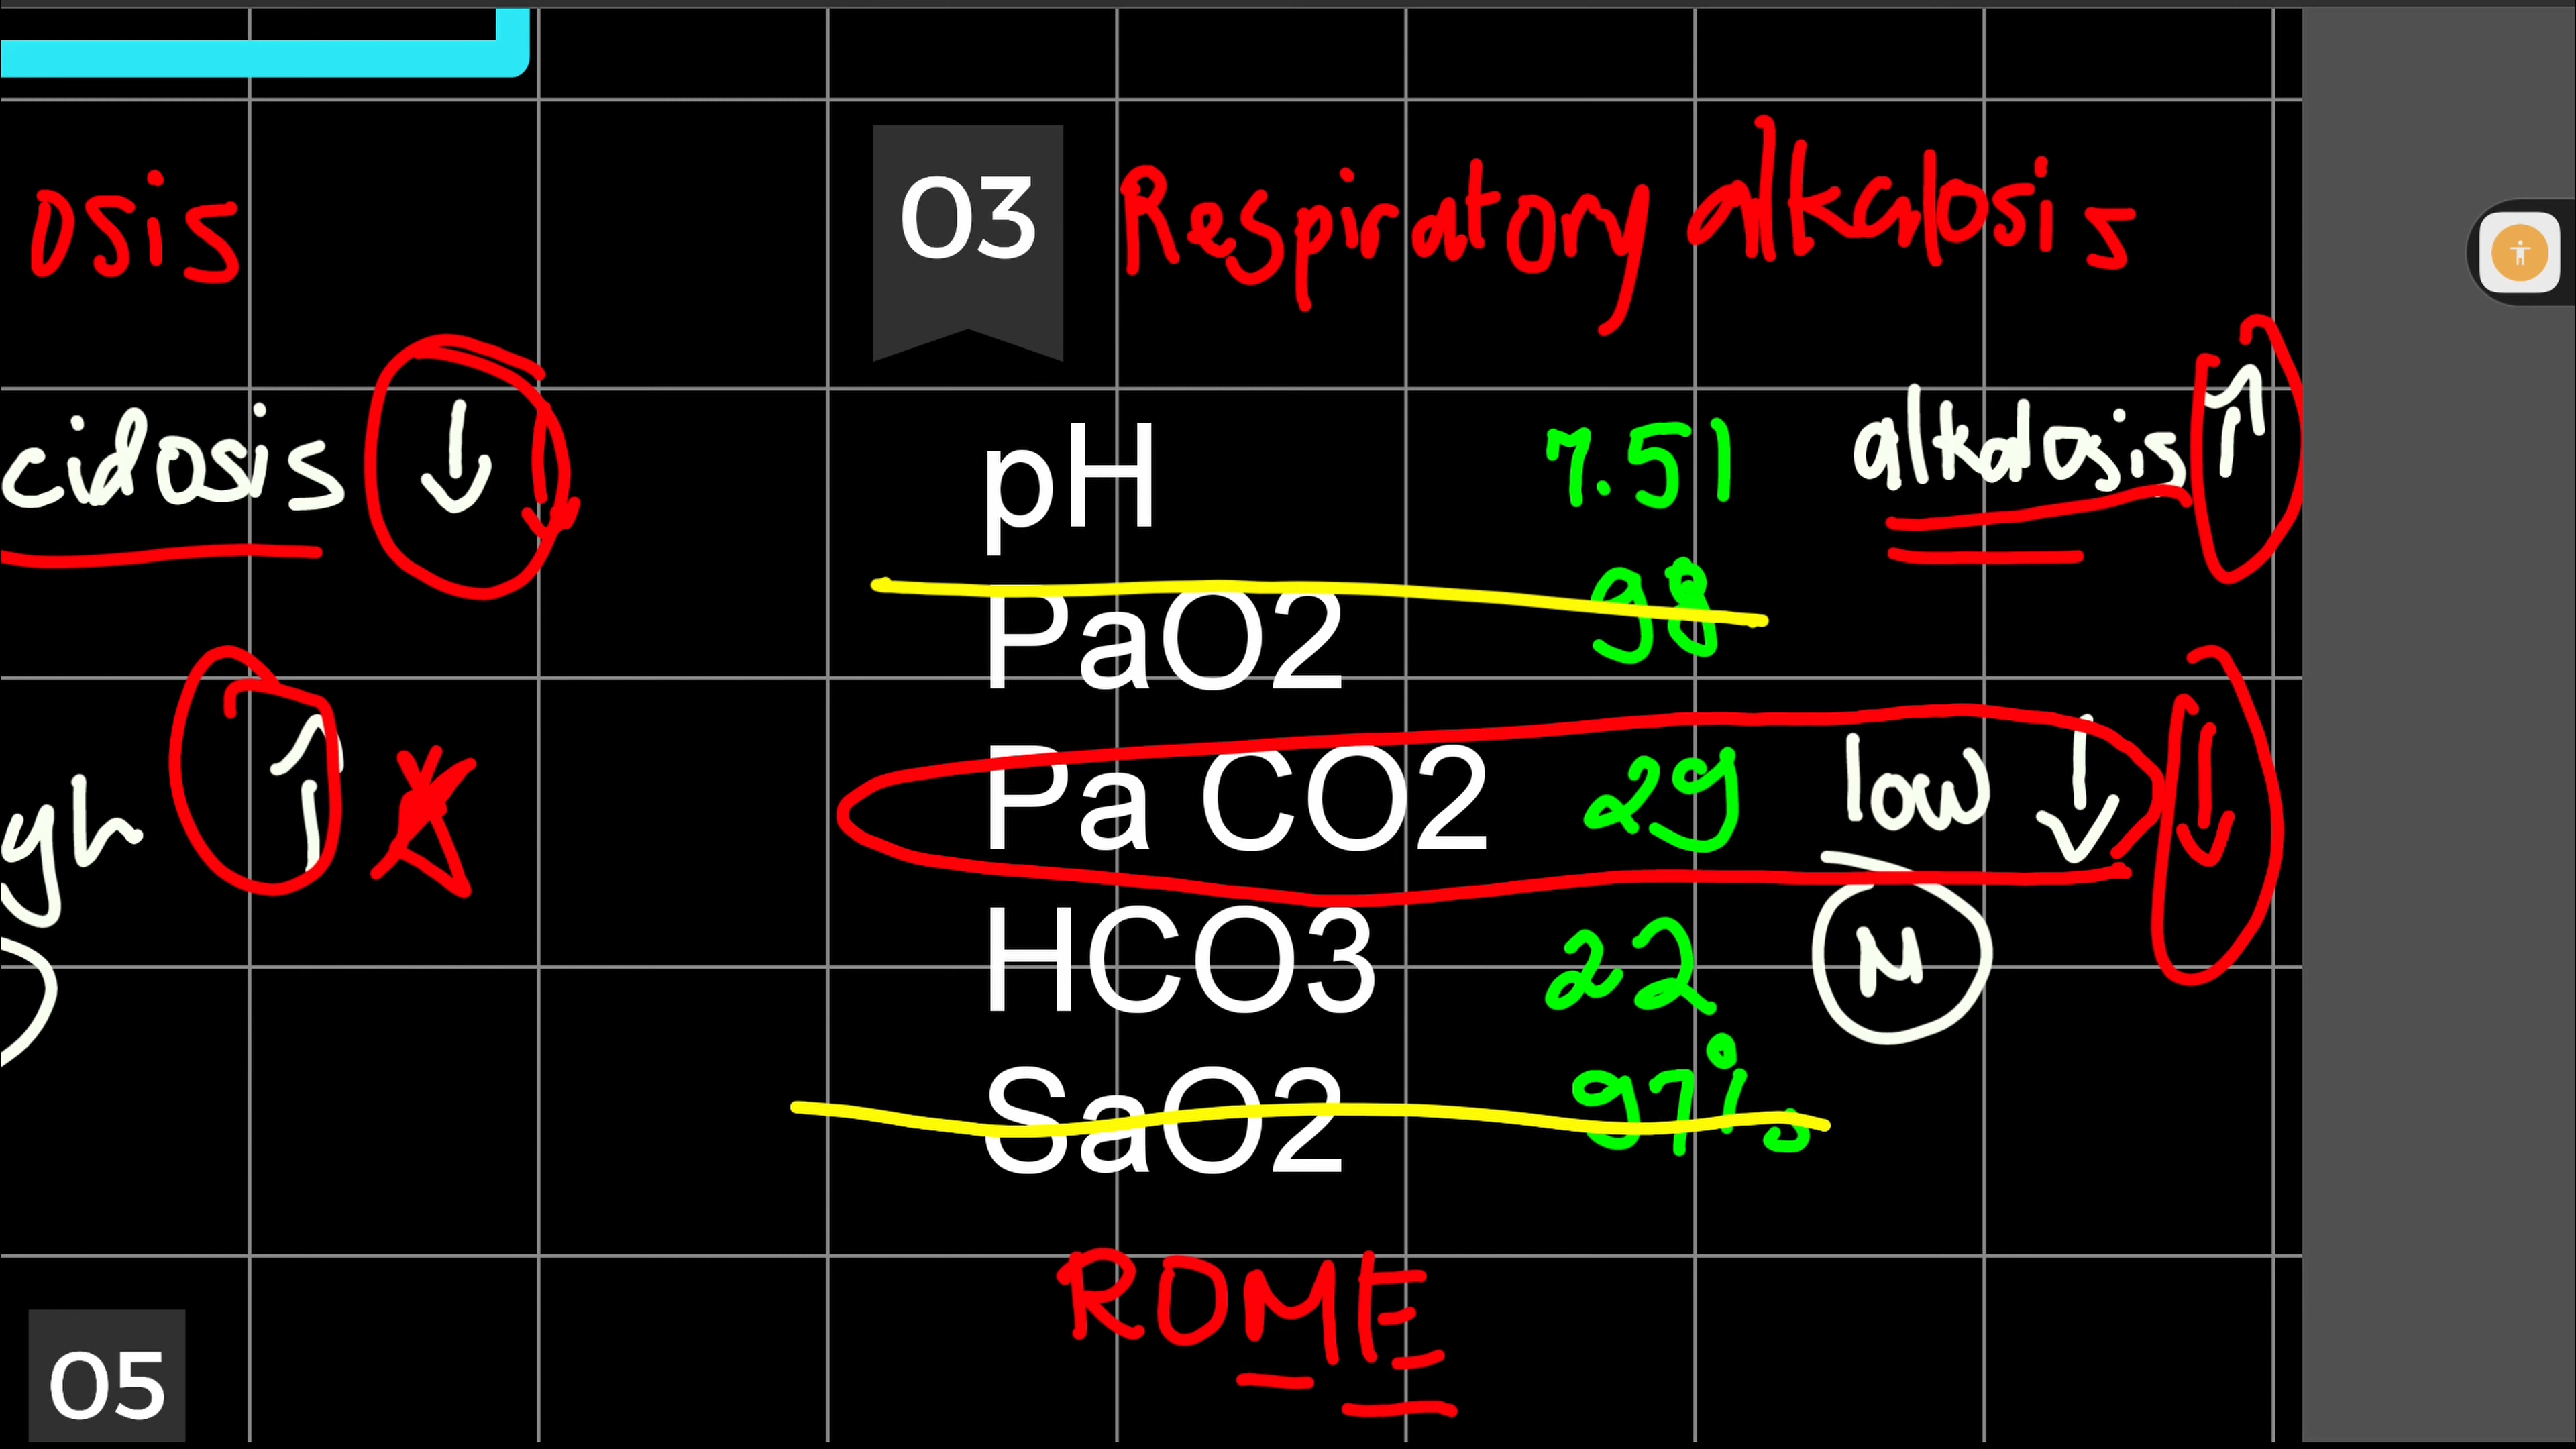 osis
03 Respiratory alkalosis
cidosis ↓
pH 7.51 alkalosis ↑
PaO2 98
gh ↑
Pa CO2 29 low ↓ ↓
HCO3 22 N
SaO2 97%
ROME
05